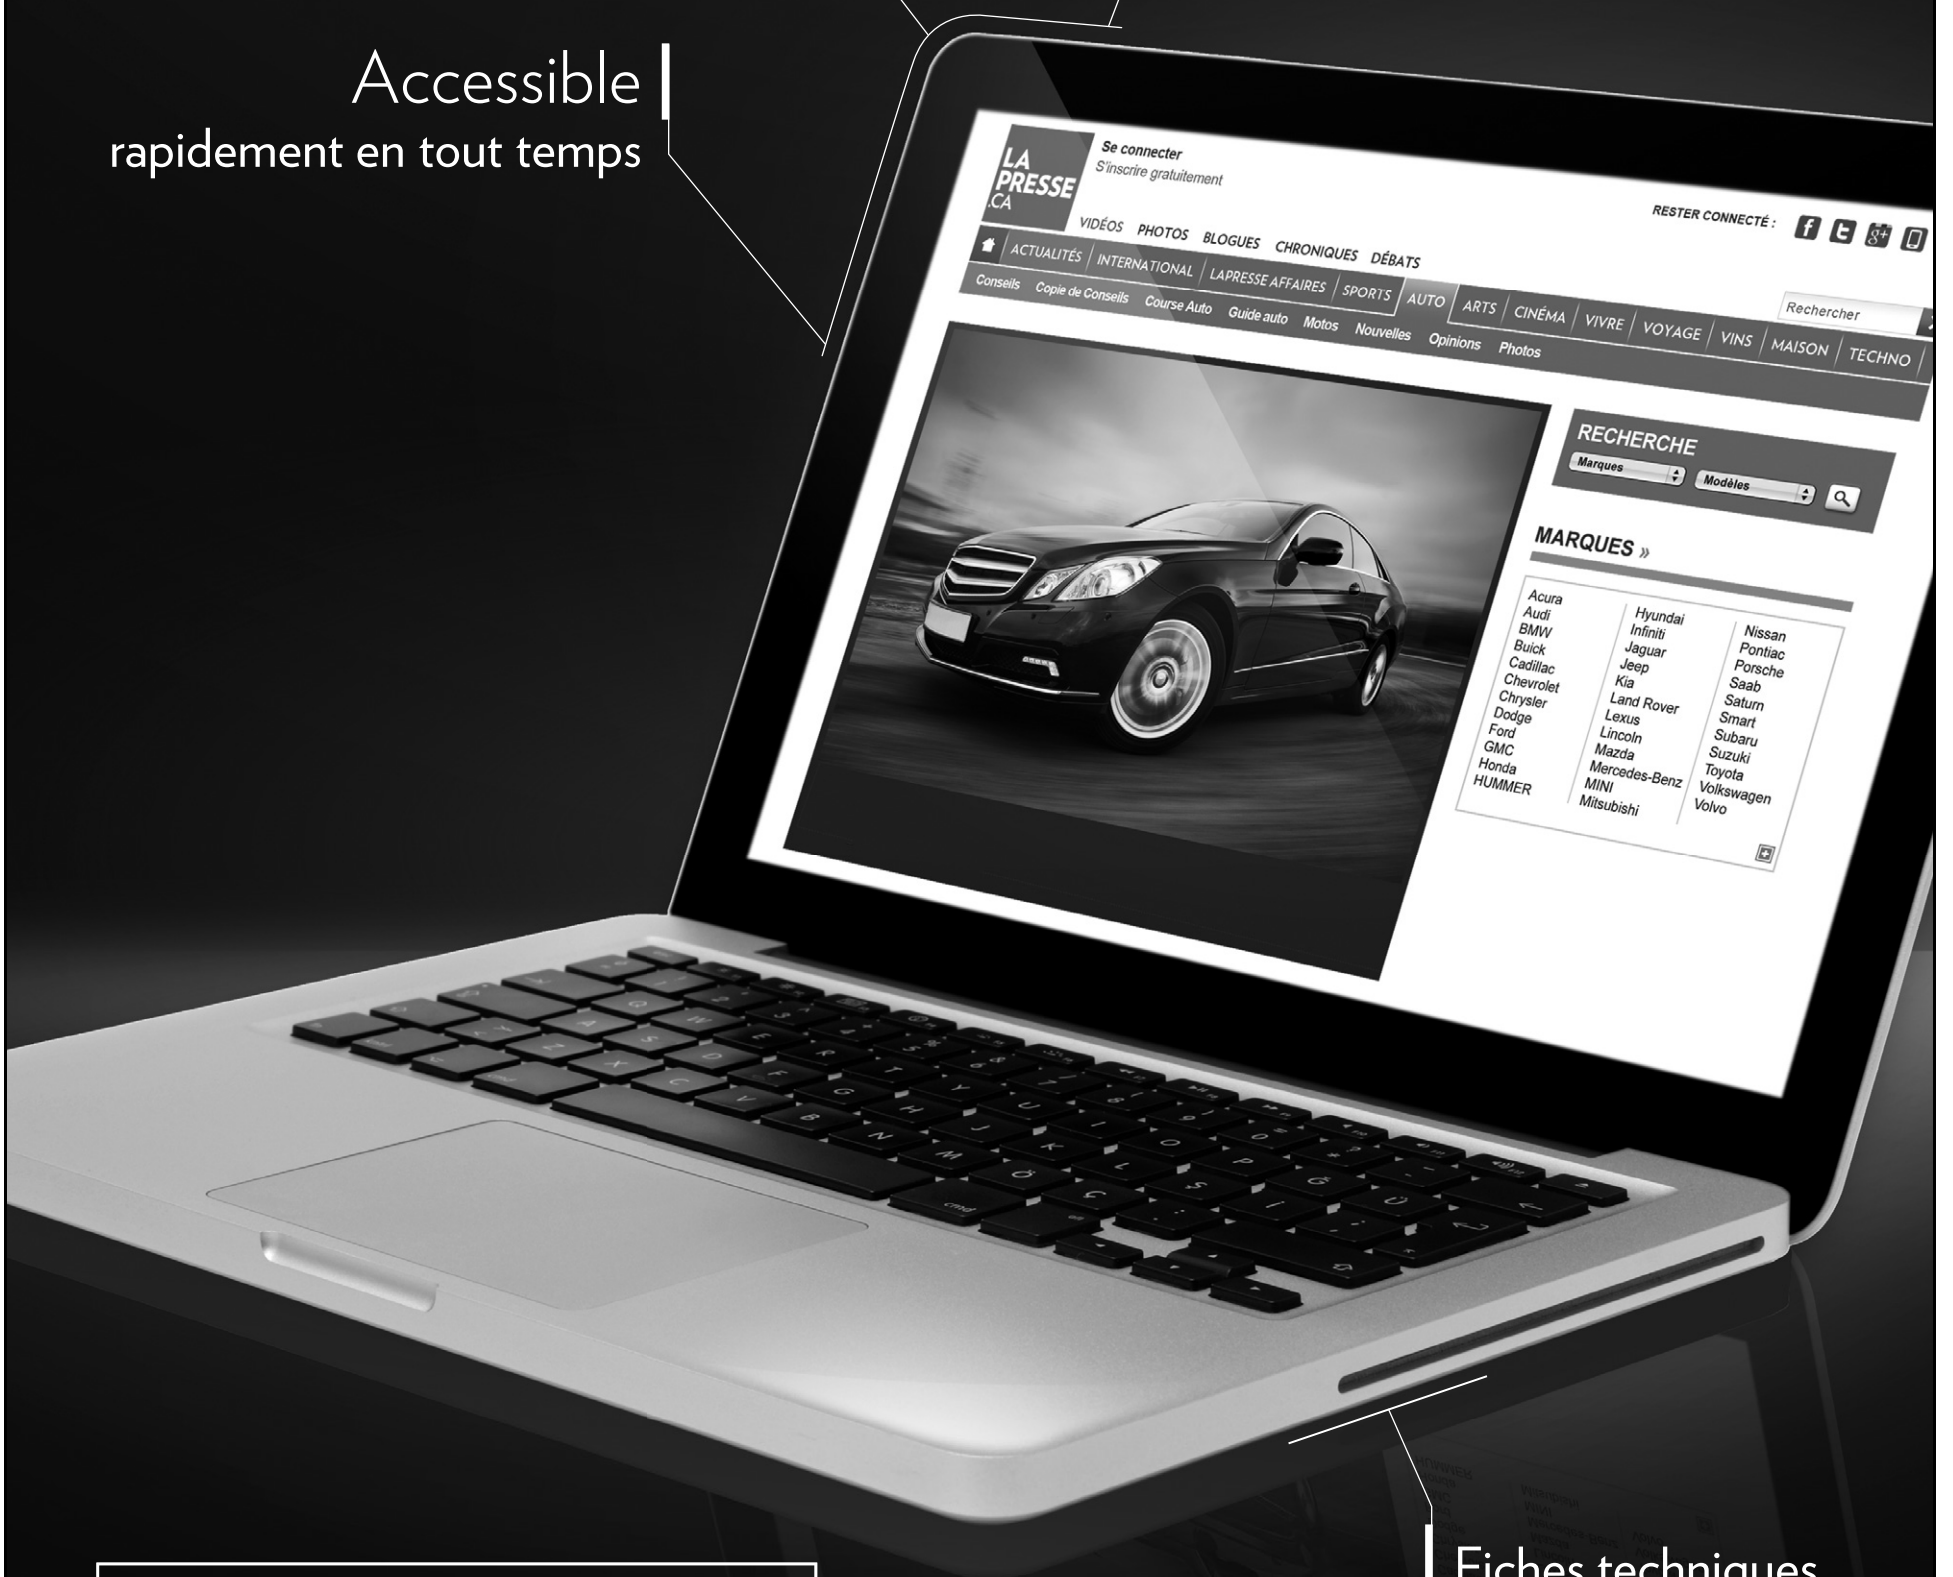 Accessible
rapidement en tout temps
LA
PRESSE
.CA
Se connecter
S'inscrire gratuitement
RESTER CONNECTÉ :
VIDÉOS PHOTOS BLOGUES CHRONIQUES DÉBATS
Rechercher
ACTUALITÉS INTERNATIONAL LAPRESSE AFFAIRES SPORTS AUTO ARTS CINÉMA VIVRE VOYAGE VINS MAISON TECHNO
Conseils Copie de Conseils Course Auto Guide auto Motos Nouvelles Opinions Photos
RECHERCHE
Marques Modèles
MARQUES »
Acura
Audi
BMW
Buick
Cadillac
Chevrolet
Chrysler
Dodge
Ford
GMC
Honda
HUMMER
Hyundai
Infiniti
Jaguar
Jeep
Kia
Land Rover
Lexus
Lincoln
Mazda
Mercedes-Benz
MINI
Mitsubishi
Nissan
Pontiac
Porsche
Saab
Saturn
Smart
Subaru
Suzuki
Toyota
Volkswagen
Volvo
Fiches techniques